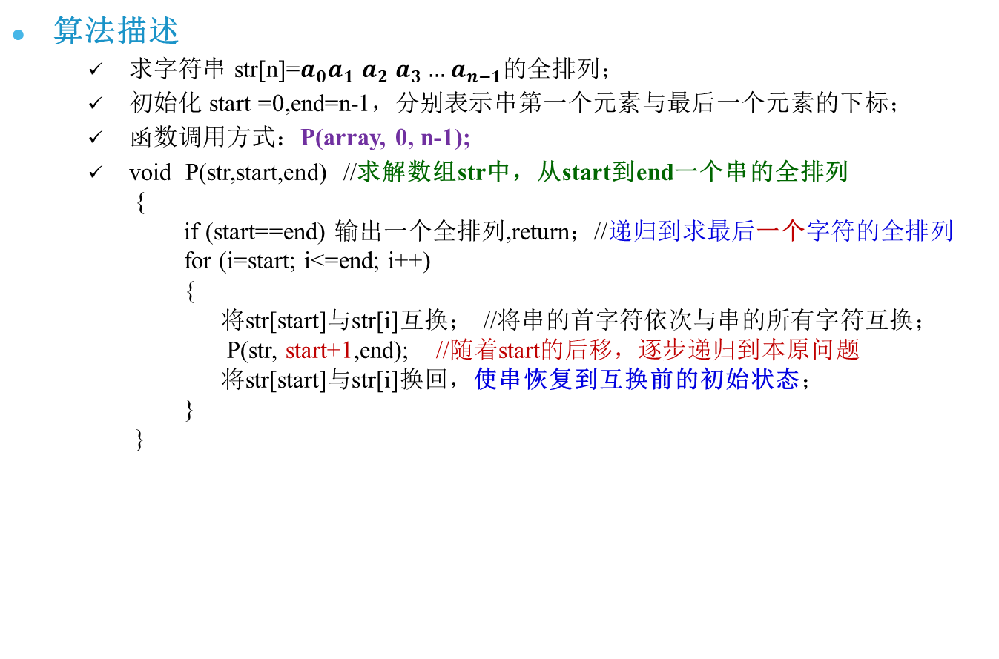 算法描述
求字符串 str[n]=a₀a₁ a₂ a₃ … aₙ₋₁的全排列;
初始化 start =0,end=n-1，分别表示串第一个元素与最后一个元素的下标;
函数调用方式：P(array, 0, n-1);
void P(str,start,end) //求解数组str中，从start到end一个串的全排列
{
if (start==end) 输出一个全排列,return；//递归到求最后一个字符的全排列
for (i=start; i<=end; i++)
{
将str[start]与str[i]互换； //将串的首字符依次与串的所有字符互换;
P(str, start+1,end); //随着start的后移，逐步递归到本原问题
将str[start]与str[i]换回，使串恢复到互换前的初始状态;
}
}